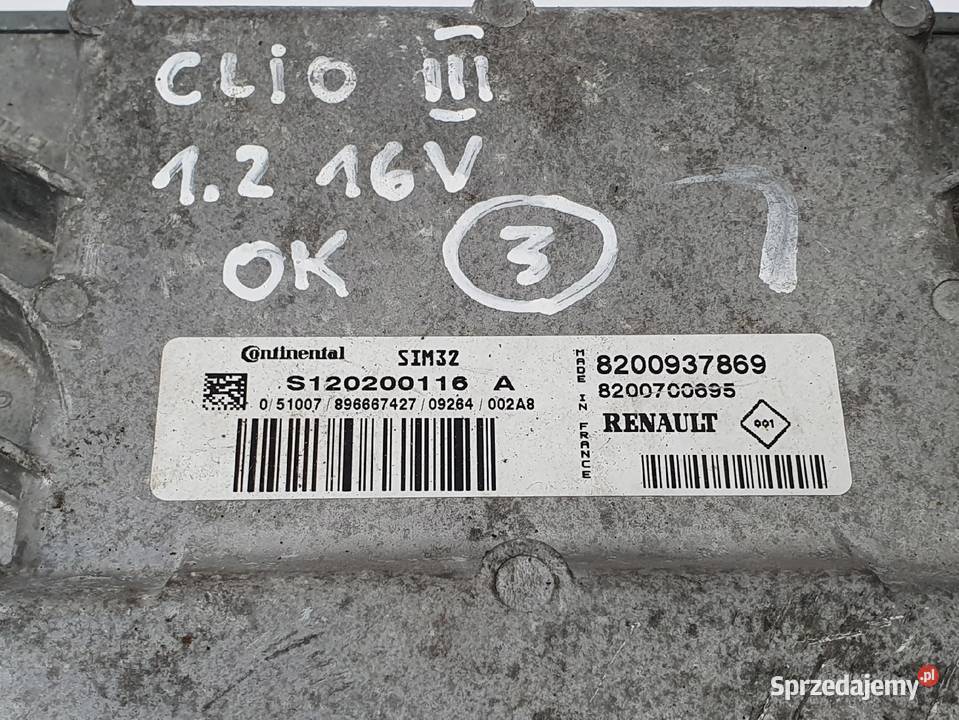 CLiO III
1.2 16V
OK 3
Continental SIM32
S120200116 A
0/51007/896667427/09264/002A8
MADE IN FRANCE
8200937869
8200700695
RENAULT 001
Sprzedajemy.pl